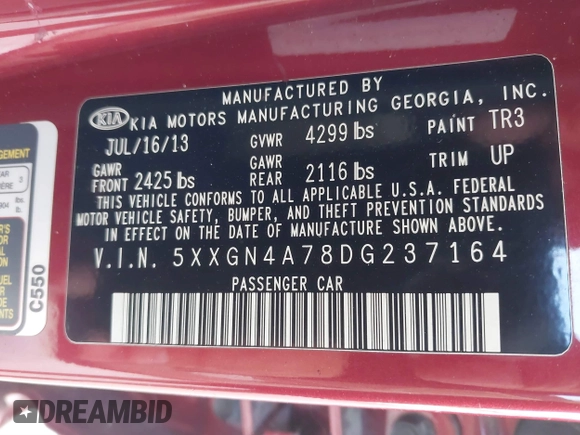 MANUFACTURED BY
KIA KIA MOTORS MANUFACTURING GEORGIA, INC.
JUL/16/13 GVWR 4299 lbs PAINT TR3
GAWR FRONT 2425 lbs GAWR REAR 2116 lbs TRIM UP
THIS VEHICLE CONFORMS TO ALL APPLICABLE U.S.A. FEDERAL
MOTOR VEHICLE SAFETY, BUMPER, AND THEFT PREVENTION STANDARDS
IN EFFECT ON THE DATE OF MANUFACTURE SHOWN ABOVE.
V.I.N. 5XXGN4A78DG237164
PASSENGER CAR
C550
DREAMBID